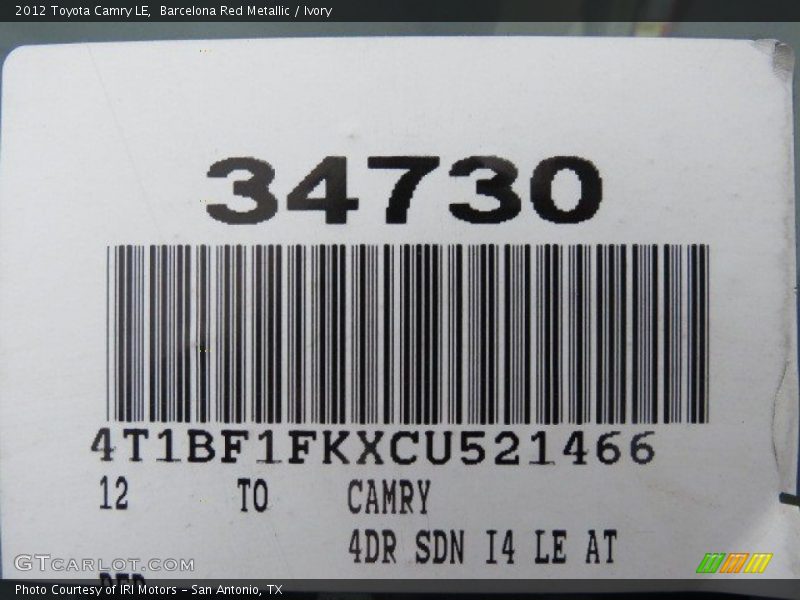 2012 Toyota Camry LE, Barcelona Red Metallic / Ivory
34730
4T1BF1FKXCU521466
12 TO CAMRY
4DR SDN I4 LE AT
RED
GTCARLOT.COM
Photo Courtesy of IRI Motors - San Antonio, TX